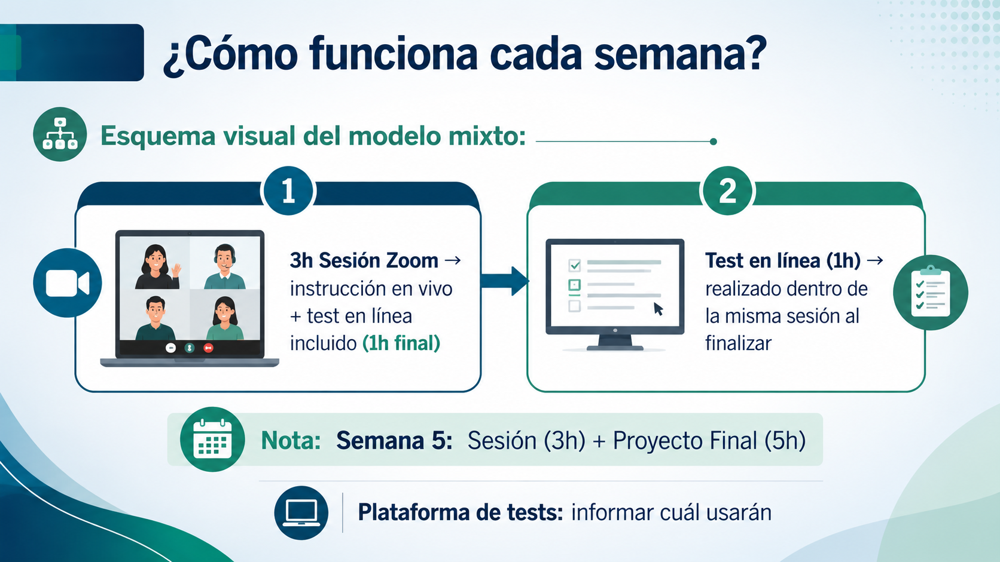 ¿Cómo funciona cada semana?
Esquema visual del modelo mixto:
1
3h Sesión Zoom →
instrucción en vivo
+ test en línea
incluido (1h final)
2
Test en línea (1h) →
realizado dentro de
la misma sesión al
finalizar
Nota: Semana 5: Sesión (3h) + Proyecto Final (5h)
Plataforma de tests: informar cuál usarán